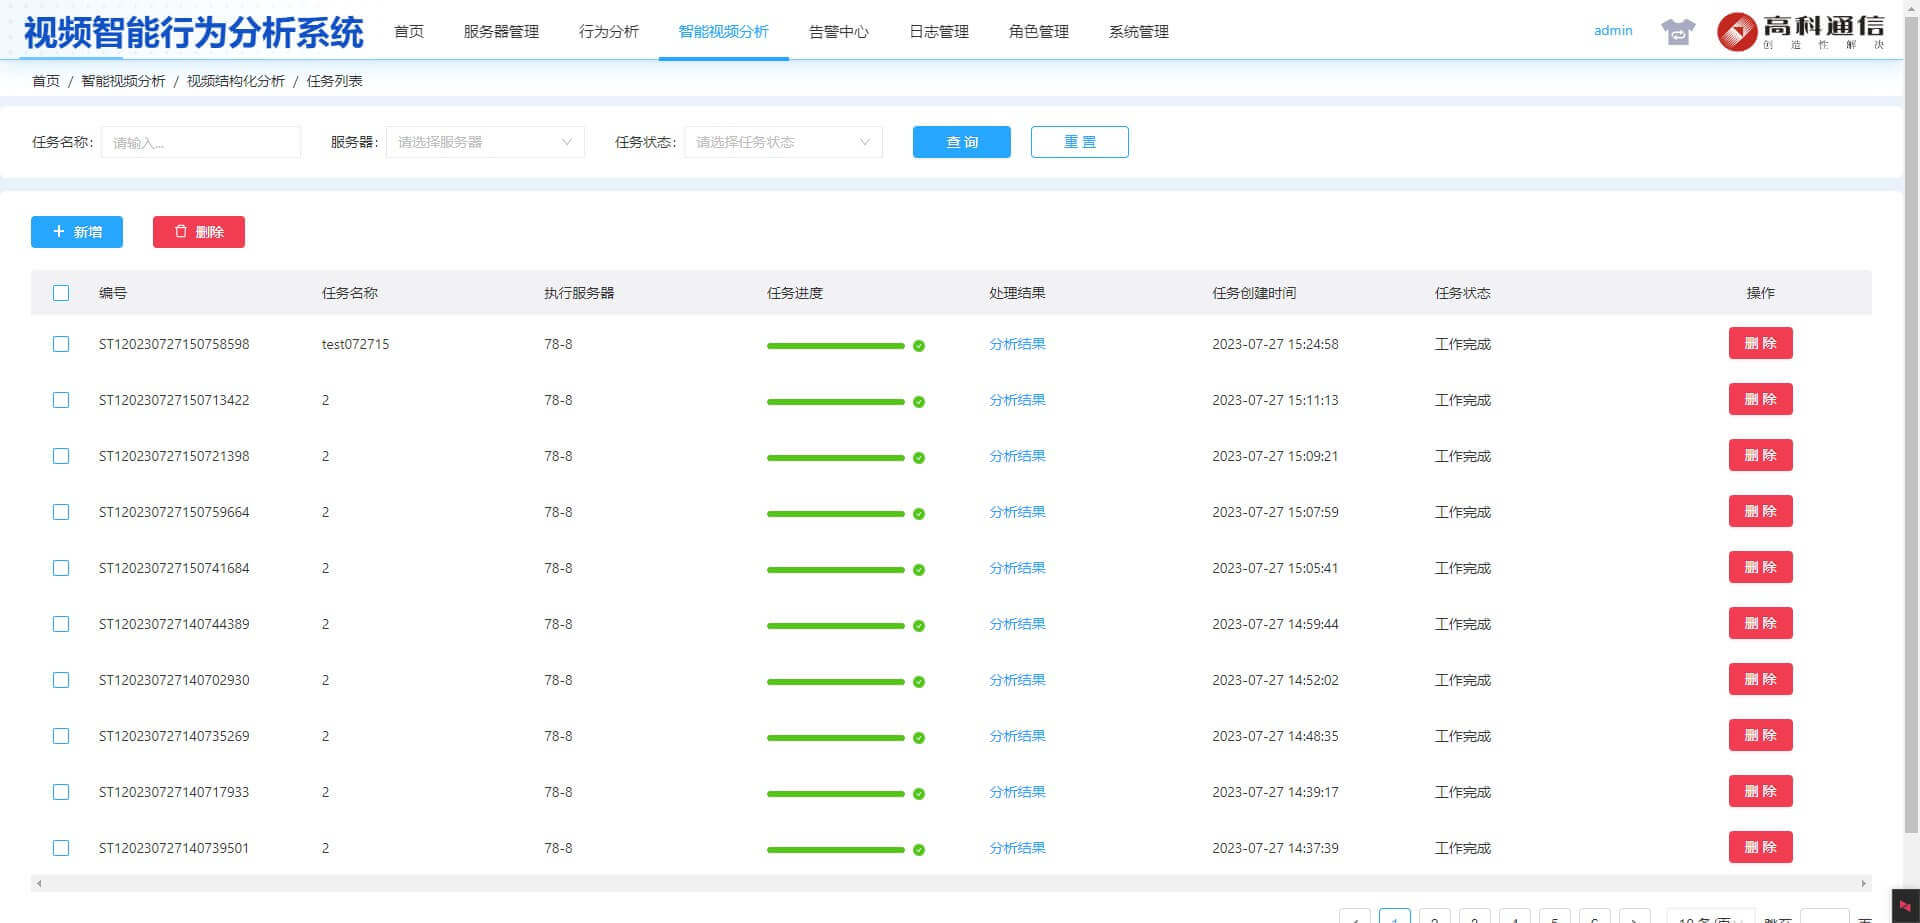 视频智能行为分析系统 首页 服务器管理 行为分析 智能视频分析 告警中心 日志管理 角色管理 系统管理 admin 高科通信
创 造 性 解 决
首页 / 智能视频分析 / 视频结构化分析 / 任务列表
任务名称: 请输入... 服务器: 请选择服务器 任务状态: 请选择任务状态 查 询 重 置
+ 新增 删除
编号 任务名称 执行服务器 任务进度 处理结果 任务创建时间 任务状态 操作
ST120230727150758598 test072715 78-8 分析结果 2023-07-27 15:24:58 工作完成 删 除
ST120230727150713422 2 78-8 分析结果 2023-07-27 15:11:13 工作完成 删 除
ST120230727150721398 2 78-8 分析结果 2023-07-27 15:09:21 工作完成 删 除
ST120230727150759664 2 78-8 分析结果 2023-07-27 15:07:59 工作完成 删 除
ST120230727150741684 2 78-8 分析结果 2023-07-27 15:05:41 工作完成 删 除
ST120230727140744389 2 78-8 分析结果 2023-07-27 14:59:44 工作完成 删 除
ST120230727140702930 2 78-8 分析结果 2023-07-27 14:52:02 工作完成 删 除
ST120230727140735269 2 78-8 分析结果 2023-07-27 14:48:35 工作完成 删 除
ST120230727140717933 2 78-8 分析结果 2023-07-27 14:39:17 工作完成 删 除
ST120230727140739501 2 78-8 分析结果 2023-07-27 14:37:39 工作完成 删 除